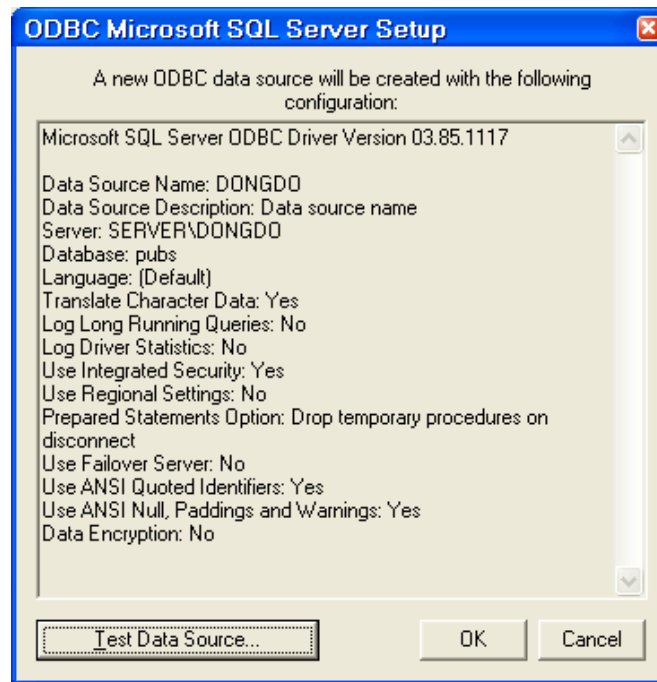 ODBC Microsoft SQL Server Setup
A new ODBC data source will be created with the following
configuration:
Microsoft SQL Server ODBC Driver Version 03.85.1117
Data Source Name: DONGDO
Data Source Description: Data source name
Server: SERVER\DONGDO
Database: pubs
Language: (Default)
Translate Character Data: Yes
Log Long Running Queries: No
Log Driver Statistics: No
Use Integrated Security: Yes
Use Regional Settings: No
Prepared Statements Option: Drop temporary procedures on
disconnect
Use Failover Server: No
Use ANSI Quoted Identifiers: Yes
Use ANSI Null, Paddings and Warnings: Yes
Data Encryption: No
Test Data Source... OK Cancel